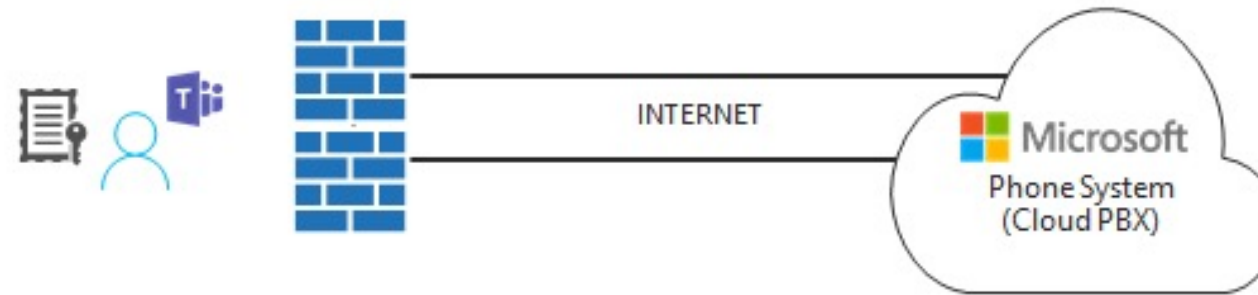 T
INTERNET
Microsoft
Phone System
(Cloud PBX)